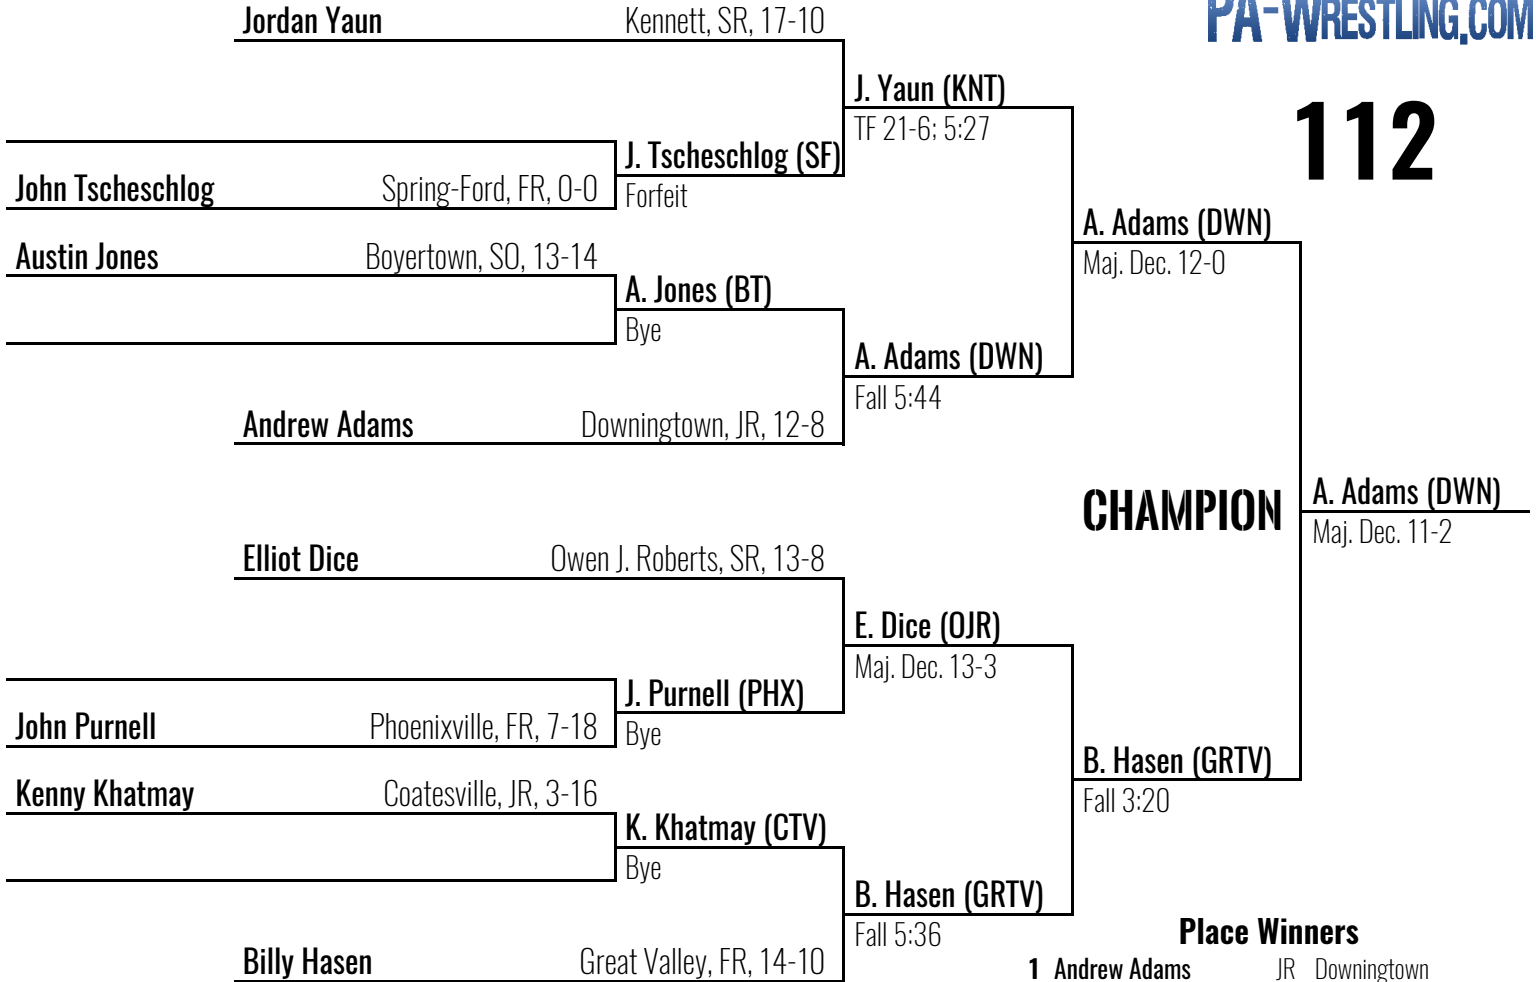 Jordan Yaun Kennett, SR, 17-10
PA-WRESTLING.COM
J. Yaun (KNT)
112
TF 21-6; 5:27
J. Tscheschlog (SF)
John Tscheschlog Spring-Ford, FR, 0-0
Forfeit
A. Adams (DWN)
Austin Jones Boyertown, SO, 13-14
Maj. Dec. 12-0
A. Jones (BT)
Bye
A. Adams (DWN)
Fall 5:44
Andrew Adams Downingtown, JR, 12-8
CHAMPION
A. Adams (DWN)
Maj. Dec. 11-2
Elliot Dice Owen J. Roberts, SR, 13-8
E. Dice (OJR)
Maj. Dec. 13-3
J. Purnell (PHX)
John Purnell Phoenixville, FR, 7-18
Bye
B. Hasen (GRTV)
Kenny Khatmay Coatesville, JR, 3-16
Fall 3:20
K. Khatmay (CTV)
Bye
B. Hasen (GRTV)
Fall 5:36
Place Winners
Billy Hasen Great Valley, FR, 14-10
1 Andrew Adams JR Downingtown